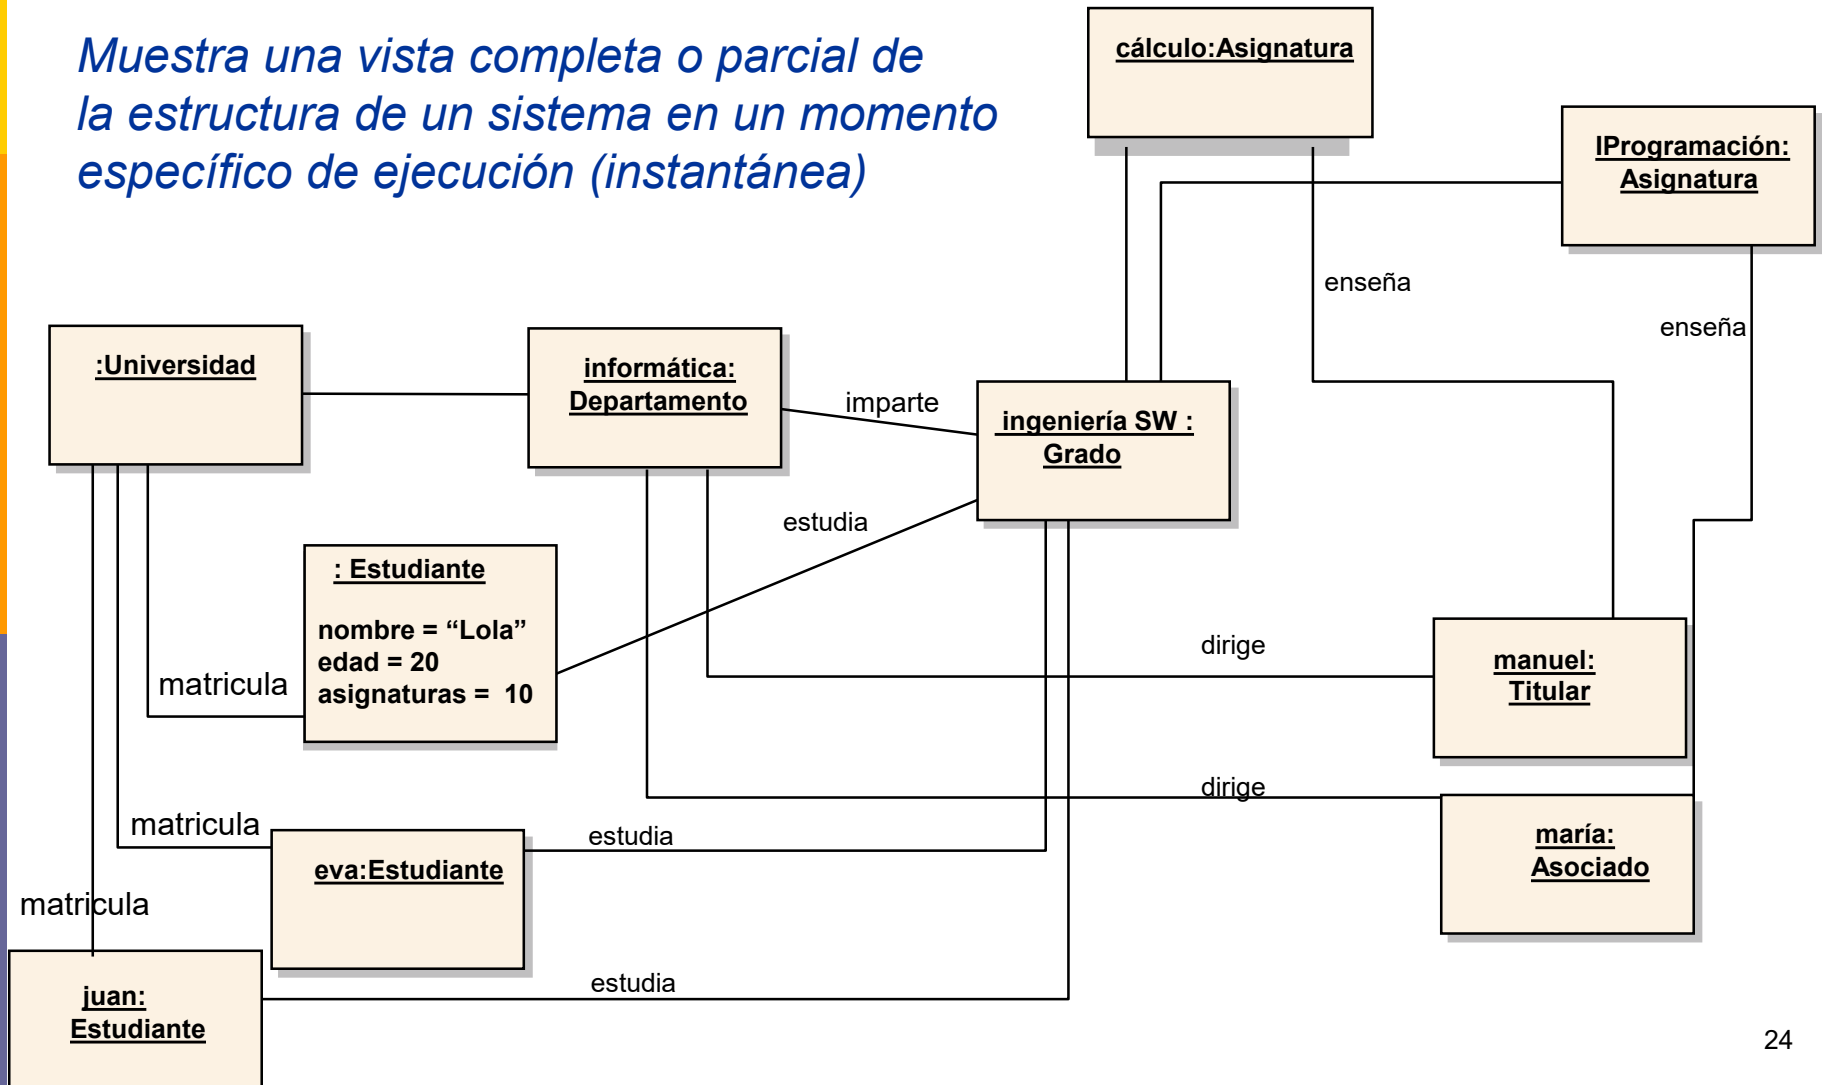 Muestra una vista completa o parcial de
la estructura de un sistema en un momento
específico de ejecución (instantánea)
cálculo:Asignatura
IProgramación:
Asignatura
enseña
enseña
:Universidad
informática:
Departamento
imparte
ingeniería SW :
Grado
estudia
: Estudiante
nombre = “Lola”
edad = 20
asignaturas =  10
matricula
dirige
manuel:
Titular
dirige
matricula
eva:Estudiante
estudia
maría:
Asociado
matricula
juan:
Estudiante
estudia
24